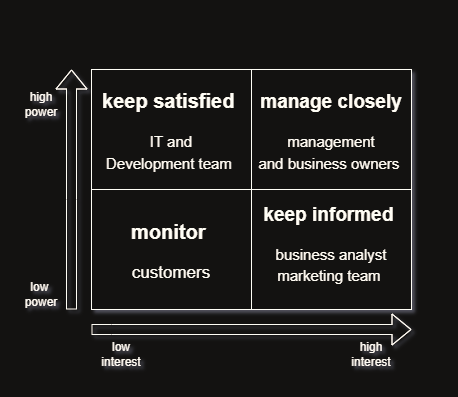 high
power
keep satisfied
IT and
Development team
manage closely
management
and business owners
monitor
customers
keep informed
business analyst
marketing team
low
power
low
interest
high
interest